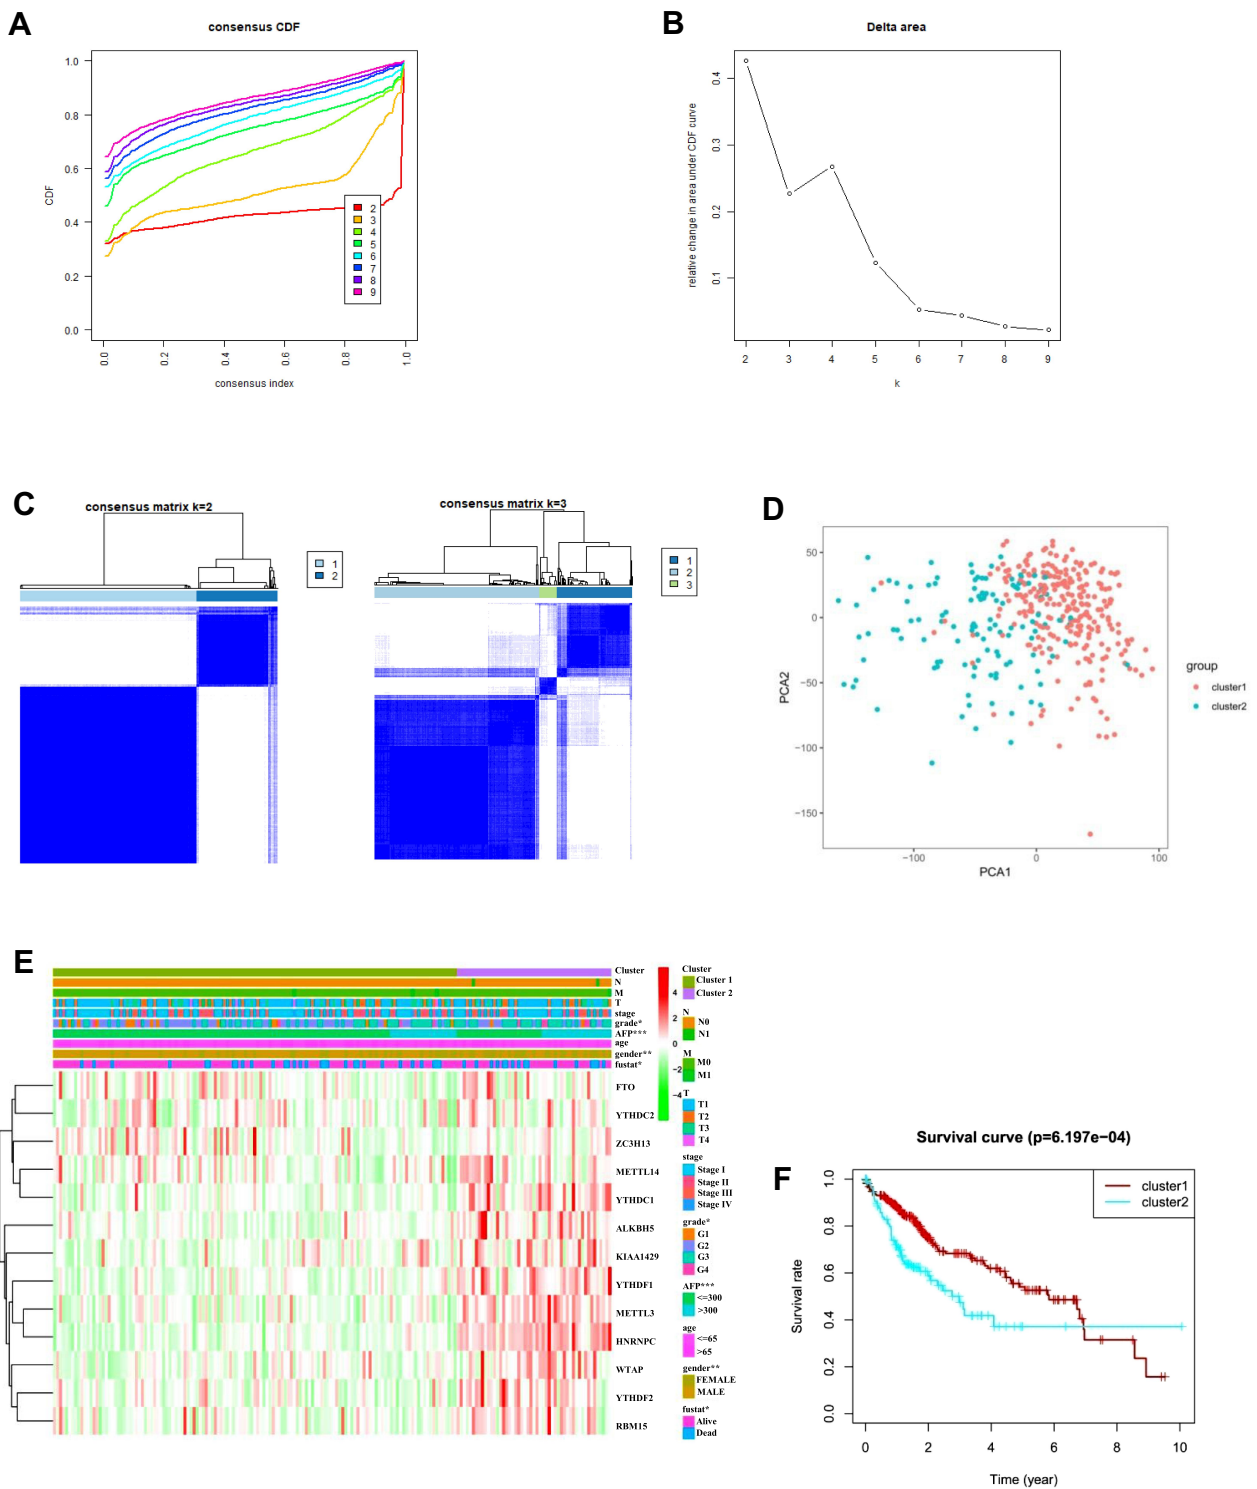 A
consensus CDF
CDF
1.0
0.8
0.6
0.4
0.2
0.0
2
3
4
5
6
7
8
9
0.0 0.2 0.4 0.6 0.8 1.0
consensus index
B
Delta area
relative change in area under CDF curve
0.4
0.3
0.2
0.1
2 3 4 5 6 7 8 9
k
C
consensus matrix k=2
1
2
consensus matrix k=3
1
2
3
D
PCA2
50
0
−50
−100
−150
−100 0 100
PCA1
group
cluster1
cluster2
E
Cluster
N
M
T
stage
grade*
AFP***
age
gender**
fustat*
FTO
YTHDC2
ZC3H13
METTL14
YTHDC1
ALKBH5
KIAA1429
YTHDF1
METTL3
HNRNPC
WTAP
YTHDF2
RBM15
4
2
0
−2
−4
Cluster
Cluster 1
Cluster 2
N
N0
N1
M
M0
M1
T
T1
T2
T3
T4
stage
Stage I
Stage II
Stage III
Stage IV
grade*
G1
G2
G3
G4
AFP***
<=300
>300
age
<=65
>65
gender**
FEMALE
MALE
fustat*
Alive
Dead
F
Survival curve (p=6.197e−04)
Survival rate
1.0
0.8
0.6
0.4
0.2
0.0
cluster1
cluster2
0 2 4 6 8 10
Time (year)